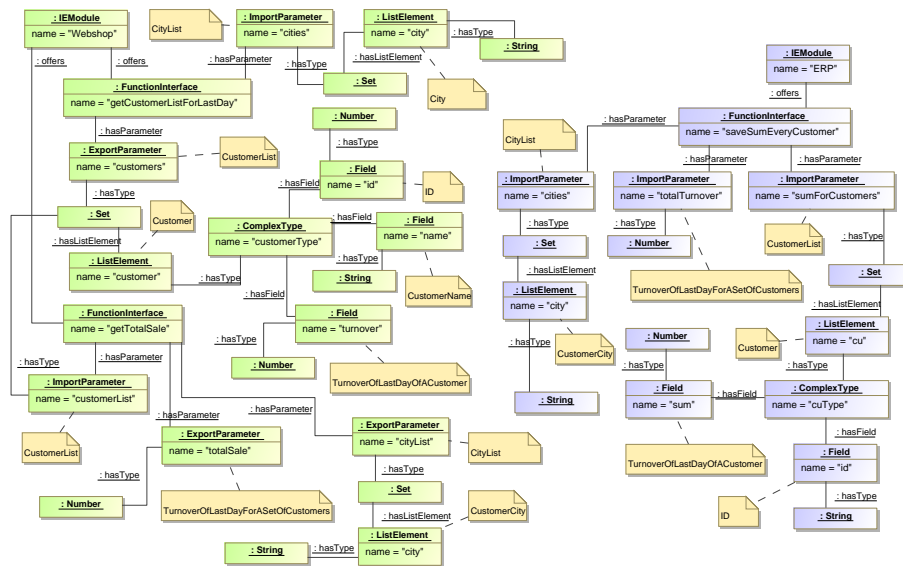 : IEModule
name = "Webshop"
CityList
: ImportParameter
name = "cities"
: ListElement
name = "city"
: hasType
: String
: offers
: offers
: hasParameter
: hasType
: hasListElement
: Set
City
: FunctionInterface
name = "getCustomerListForLastDay"
: hasParameter
: ExportParameter
name = "customers"
CustomerList
: hasType
: Set
: hasListElement
Customer
: ListElement
name = "customer"
: hasType
: Number
: hasType
: Field
name = "id"
ID
: hasField
: ComplexType
name = "customerType"
: hasField
: Field
name = "name"
: hasType
: String
CustomerName
: hasField
: Field
name = "turnover"
: hasType
: Number
TurnoverOfLastDayOfACustomer
: FunctionInterface
name = "getTotalSale"
: hasType
: hasParameter
: ImportParameter
name = "customerList"
CustomerList
: hasParameter
: ExportParameter
name = "totalSale"
: hasType
: Number
TurnoverOfLastDayForASetOfCustomers
: hasParameter
: ExportParameter
name = "cityList"
CityList
: hasType
: Set
: hasListElement
CustomerCity
: ListElement
name = "city"
: hasType
: String
: IEModule
name = "ERP"
: offers
: FunctionInterface
name = "saveSumEveryCustomer"
: hasParameter
: hasParameter
: hasParameter
CityList
: ImportParameter
name = "cities"
: hasType
: Set
: hasListElement
: ListElement
name = "city"
CustomerCity
: hasType
: String
: ImportParameter
name = "totalTurnover"
: hasType
: Number
TurnoverOfLastDayForASetOfCustomers
: ImportParameter
name = "sumForCustomers"
CustomerList
: hasType
: Set
: hasListElement
: ListElement
name = "cu"
Customer
: hasType
: ComplexType
name = "cuType"
: hasField
: Number
: hasType
: Field
name = "sum"
TurnoverOfLastDayOfACustomer
: hasField
: Field
name = "id"
ID
: hasType
: String